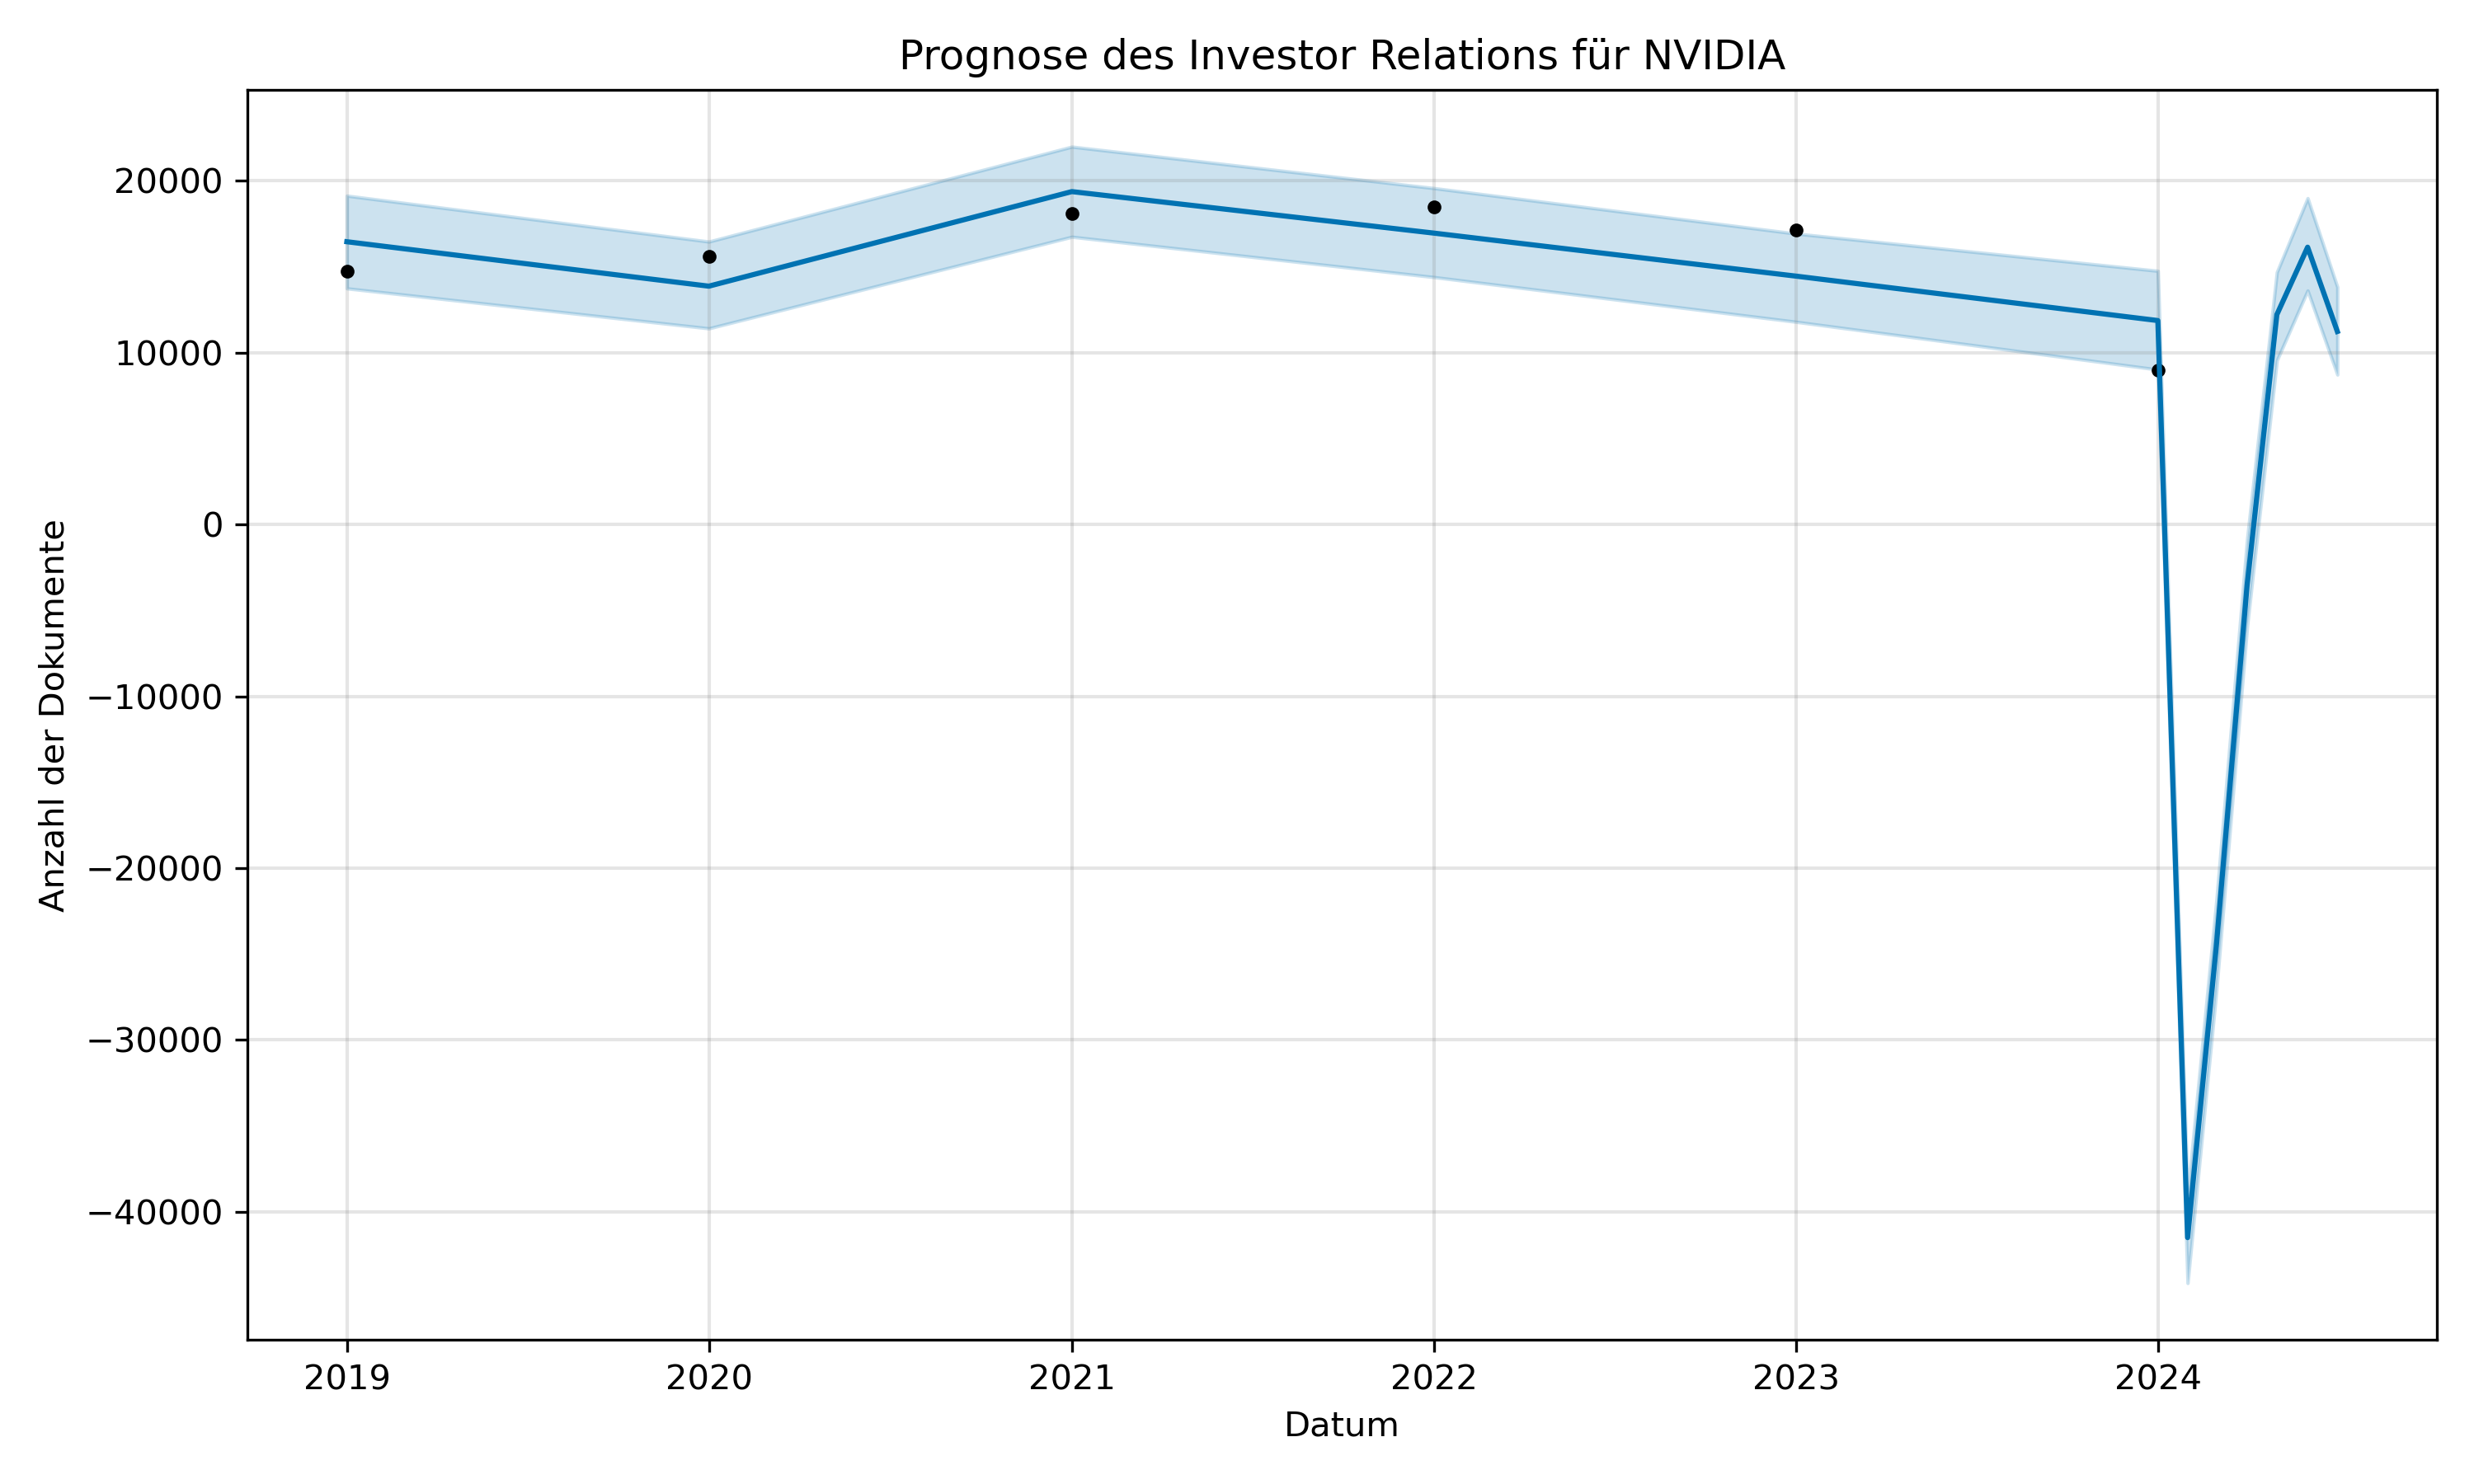 Prognose des Investor Relations für NVIDIA
Anzahl der Dokumente
20000
10000
0
−10000
−20000
−30000
−40000
2019 2020 2021 2022 2023 2024
Datum